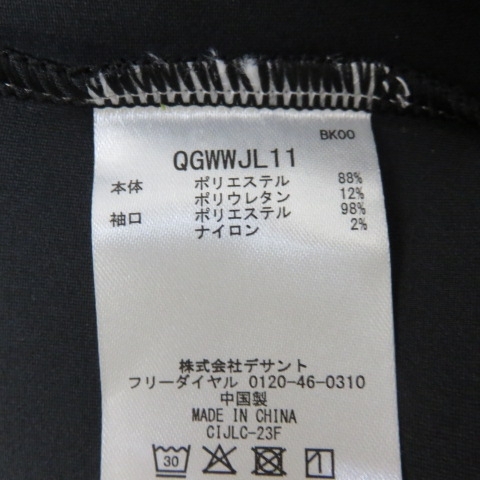 BK00
QGWWJL11
本体 ポリエステル 88%
ポリウレタン 12%
袖口 ポリエステル 98%
ナイロン 2%
株式会社デサント
フリーダイヤル 0120-46-0310
中国製
MADE IN CHINA
CIJLC-23F
30